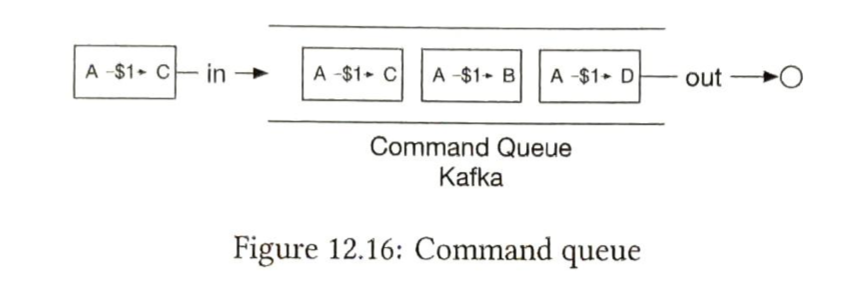 A -$1➤ C in A -$1➤ C A -$1➤ B A -$1➤ D out
Command Queue
Kafka
Figure 12.16: Command queue